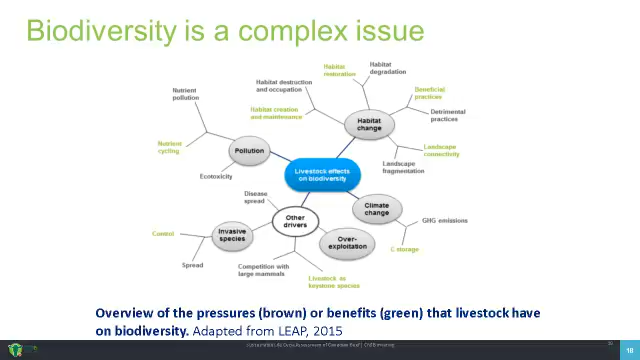 Biodiversity is a complex issue
Habitat
restoration
Habitat
degradation
Habitat destruction
and occupation
Nutrient
pollution
Beneficial
practices
Habitat creation
and maintenance
Detrimental
practices
Habitat
change
Nutrient
cycling
Pollution
Landscape
connectivity
Landscape
fragmentation
Ecotoxicity
Livestock effects
on biodiversity
Disease
spread
Climate
change
Other
drivers
GHG emissions
Control
Invasive
species
Over-
exploitation
C storage
Spread
Competition with
large mammals
Livestock as
keystone species
Overview of the pressures (brown) or benefits (green) that livestock have
on biodiversity. Adapted from LEAP, 2015
18